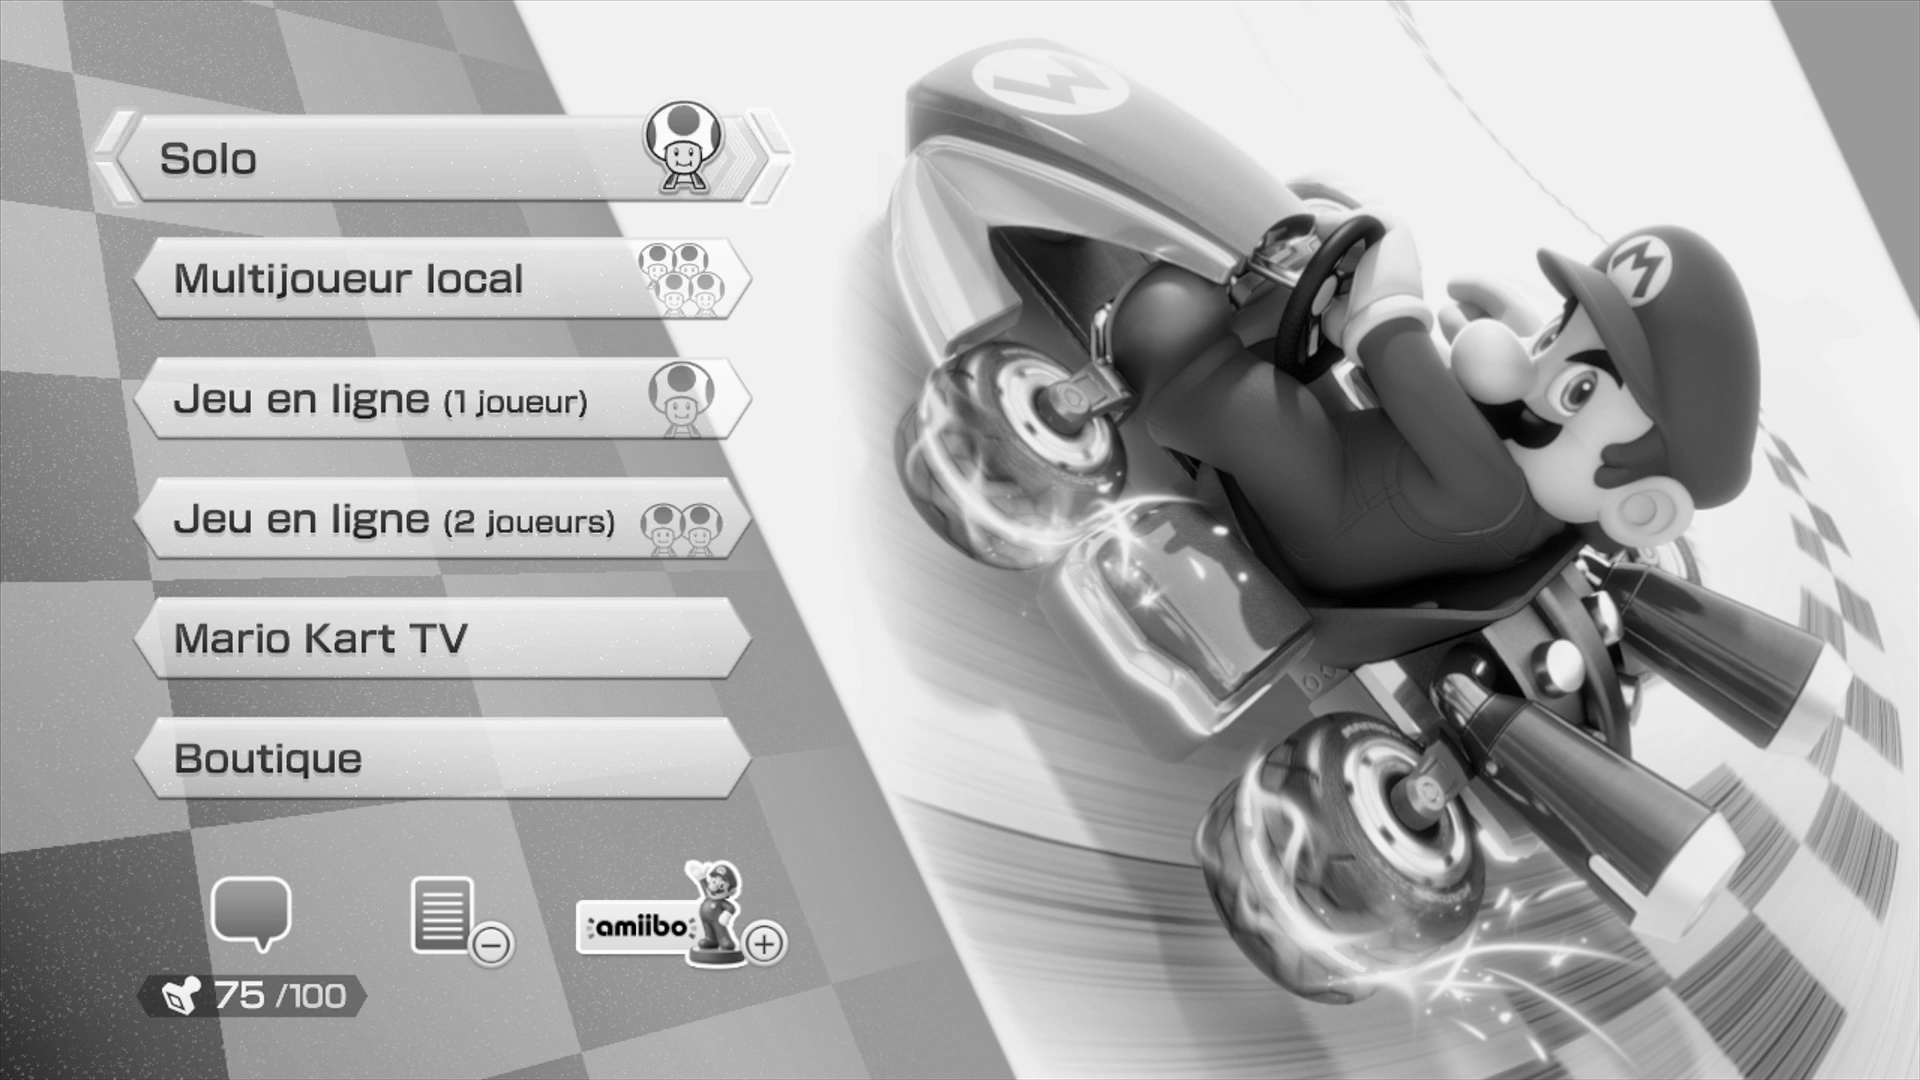 Solo
Multijoueur local
Jeu en ligne (1 joueur)
Jeu en ligne (2 joueurs)
Mario Kart TV
Boutique
amiibo
75 /100
M
M